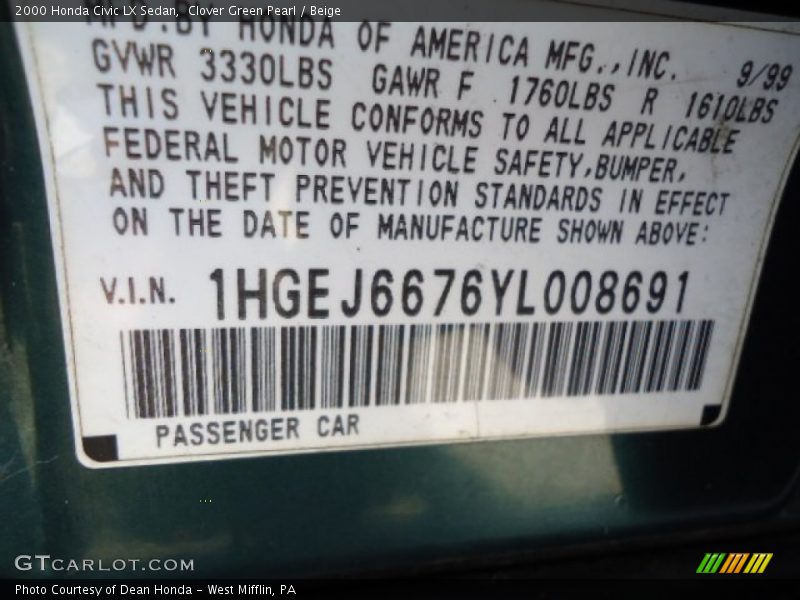 2000 Honda Civic LX Sedan, Clover Green Pearl / Beige
MFD.BY HONDA OF AMERICA MFG.,INC. 9/99
GVWR 3330LBS GAWR F 1760LBS R 1610LBS
THIS VEHICLE CONFORMS TO ALL APPLICABLE
FEDERAL MOTOR VEHICLE SAFETY,BUMPER,
AND THEFT PREVENTION STANDARDS IN EFFECT
ON THE DATE OF MANUFACTURE SHOWN ABOVE:
V.I.N. 1HGEJ6676YL008691
PASSENGER CAR
GTCARLOT.COM
Photo Courtesy of Dean Honda - West Mifflin, PA